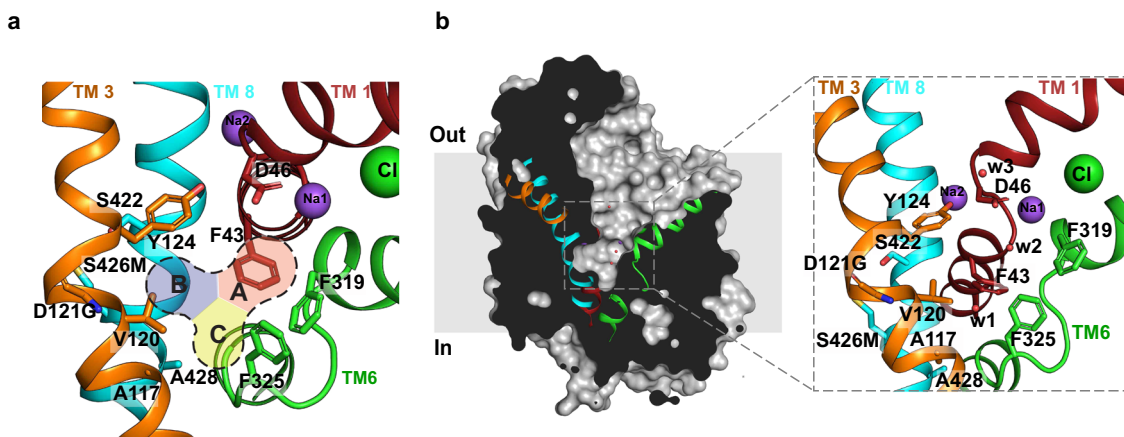 a
TM 3
TM 8
TM 1
Na2
Cl
D46
Na1
S422
Y124
F43
S426M
F319
B
A
D121G
C
V120
A428
F325
TM6
A117
b
Out
In
TM 3
TM 8
TM 1
w3
Cl
D46
Na2
Y124
Na1
S422
F319
w2
D121G
F43
V120
w1
S426M
A117
F325
TM6
A428